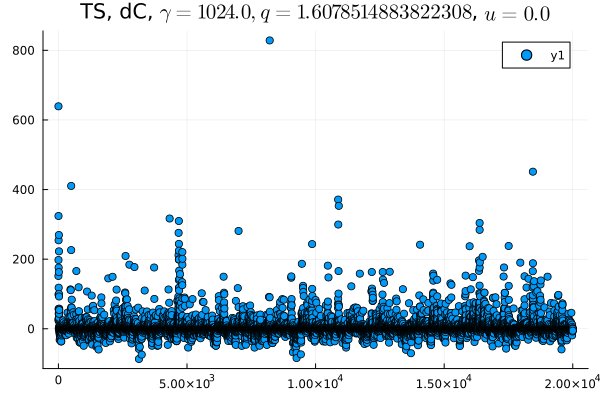 TS, dC, γ = 1024.0, q = 1.6078514883822308, u = 0.0
y1
800
600
400
200
0
0 5.00×10³ 1.00×10⁴ 1.50×10⁴ 2.00×10⁴